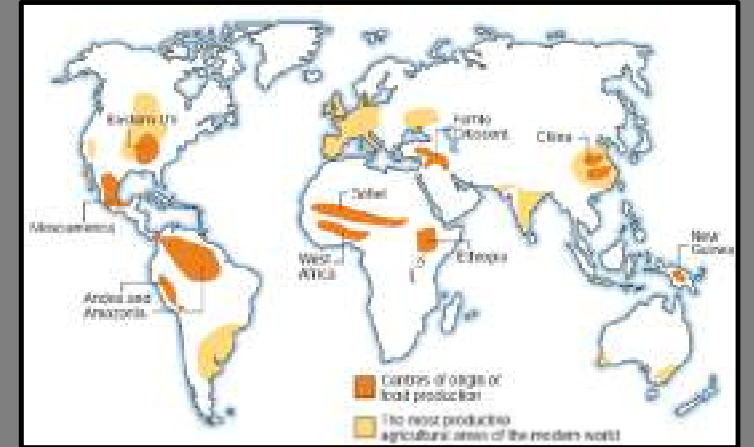 Eastern US
Fertile
Crescent
China
Sahel
Mesoamerica
West
Africa
Ethiopia
New
Guinea
Andes and
Amazonia
Centres of origin of
food production
The most productive
agricultural areas of the modern world